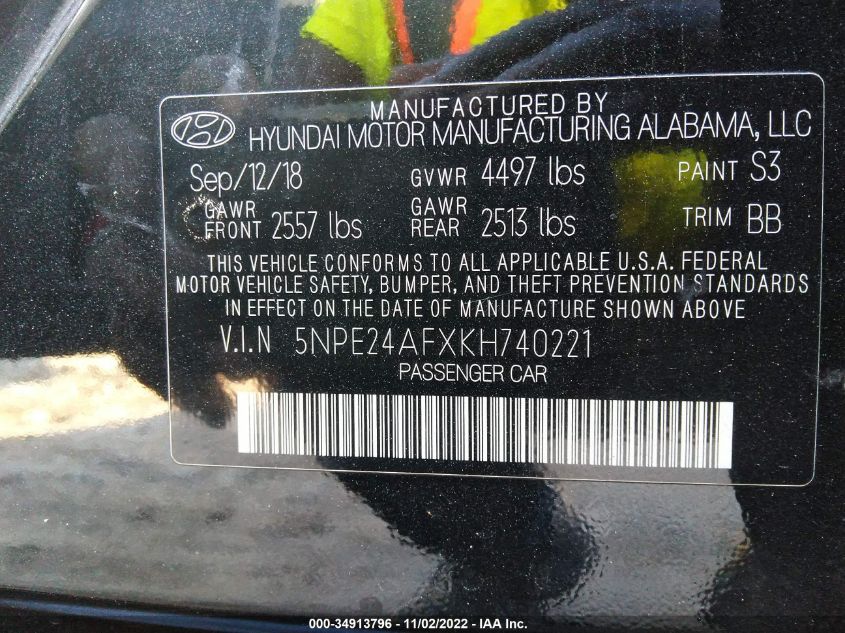 MANUFACTURED BY
HYUNDAI MOTOR MANUFACTURING ALABAMA, LLC
Sep/12/18 GVWR 4497 lbs PAINT S3
GAWR FRONT 2557 lbs GAWR REAR 2513 lbs TRIM BB
THIS VEHICLE CONFORMS TO ALL APPLICABLE U.S.A. FEDERAL
MOTOR VEHICLE SAFETY, BUMPER, AND THEFT PREVENTION STANDARDS
IN EFFECT ON THE DATE OF MANUFACTURE SHOWN ABOVE
V.I.N 5NPE24AFXKH740221
PASSENGER CAR
000-34913796 - 11/02/2022 - IAA Inc.